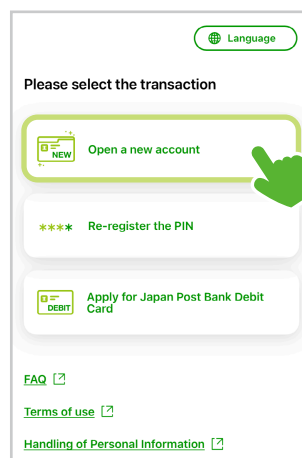 Language
Please select the transaction
NEW
Open a new account
****
Re-register the PIN
DEBIT
Apply for Japan Post Bank Debit
Card
FAQ
Terms of use
Handling of Personal Information